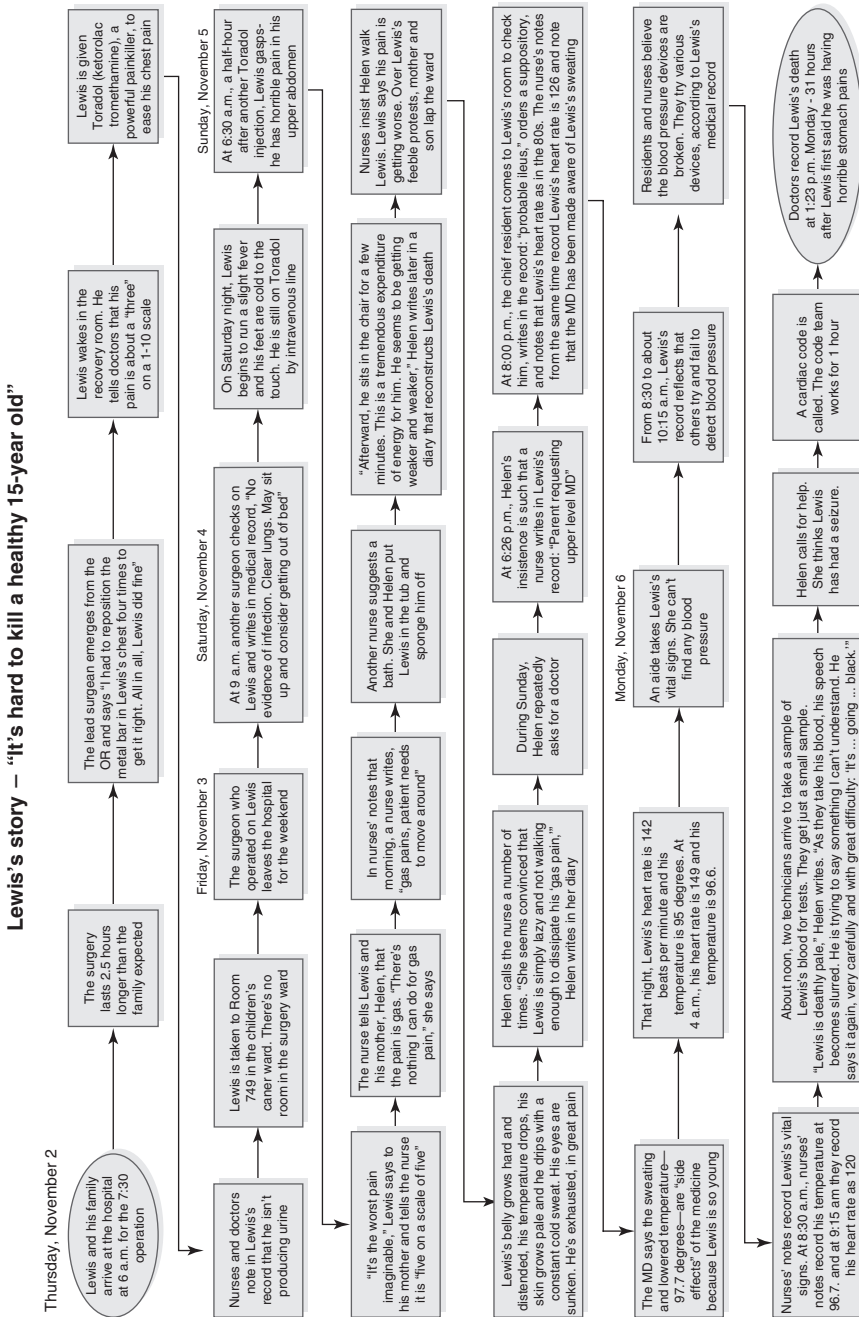 Lewis's story – "It's hard to kill a healthy 15-year old"
Thursday, November 2
Lewis and his family
arrive at the hospital
at 6 a.m. for the 7:30
operation
The surgery
lasts 2.5 hours
longer than the
family expected
The lead surgeon emerges from the
OR and says "I had to reposition the
metal bar in Lewis's chest four times to
get it right. All in all, Lewis did fine"
Lewis wakes in the
recovery room. He
tells doctors that his
pain is about a "three"
on a 1-10 scale
Lewis is given
Toradol (ketorolac
tromethamine), a
powerful painkiller, to
ease his chest pain
Nurses and doctors
note in Lewis's
record that he isn't
producing urine
Lewis is taken to Room
749 in the children's
caner ward. There's no
room in the surgery ward
Friday, November 3
The surgeon who
operated on Lewis
leaves the hospital
for the weekend
Saturday, November 4
At 9 a.m. another surgeon checks on
Lewis and writes in medical record, "No
evidence of infection. Clear lungs. May sit
up and consider getting out of bed"
On Saturday night, Lewis
begins to run a slight fever
and his feet are cold to the
touch. He is still on Toradol
by intravenous line
Sunday, November 5
At 6:30 a.m., a half-hour
after another Toradol
injection, Lewis gasps-
he has horrible pain in his
upper abdomen
"It's the worst pain
imaginable," Lewis says to
his mother and tells the nurse
it is "five on a scale of five"
The nurse tells Lewis and
his mother, Helen, that
the pain is gas. "There's
nothing I can do for gas
pain," she says
In nurses' notes that
morning, a nurse writes,
"gas pains, patient needs
to move around"
Another nurse suggests a
bath. She and Helen put
Lewis in the tub and
sponge him off
"Afterward, he sits in the chair for a few
minutes. This is a tremendous expenditure
of energy for him. He seems to be getting
weaker and weaker," Helen writes later in a
diary that reconstructs Lewis's death
Nurses insist Helen walk
Lewis. Lewis says his pain is
getting worse. Over Lewis's
feeble protests, mother and
son lap the ward
Lewis's belly grows hard and
distended, his temperature drops, his
skin grows pale and he drips with a
constant cold sweat. His eyes are
sunken. He's exhausted, in great pain
Helen calls the nurse a number of
times. "She seems convinced that
Lewis is simply lazy and not walking
enough to dissipate his 'gas pain,'"
Helen writes in her diary
During Sunday,
Helen repeatedly
asks for a doctor
At 6:26 p.m., Helen's
insistence is such that a
nurse writes in Lewis's
record: "Parent requesting
upper level MD"
At 8:00 p.m., the chief resident comes to Lewis's room to check
him, writes in the record: "probable ileus," orders a suppository,
and notes that Lewis's heart rate as in the 80s. The nurse's notes
from the same time record Lewis's heart rate is 126 and note
that the MD has been made aware of Lewis's sweating
The MD says the sweating
and lowered temperature—
97.7 degrees—are "side
effects" of the medicine
because Lewis is so young
That night, Lewis's heart rate is 142
beats per minute and his
temperature is 95 degrees. At
4 a.m., his heart rate is 149 and his
temperature is 96.6.
Monday, November 6
An aide takes Lewis's
vital signs. She can't
find any blood
pressure
From 8:30 to about
10:15 a.m., Lewis's
record reflects that
others try and fail to
detect blood pressure
Residents and nurses believe
the blood pressure devices are
broken. They try various
devices, according to Lewis's
medical record
Nurses' notes record Lewis's vital
signs. At 8:30 a.m., nurses'
notes record his temperature at
96.7. and at 9:15 am they record
his heart rate as 120
About noon, two technicians arrive to take a sample of
Lewis's blood for tests. They get just a small sample.
"Lewis is deathly pale," Helen writes. "As they take his blood, his speech
becomes slurred. He is trying to say something I can't understand. He
says it again, very carefully and with great difficulty: 'It's ... going ... black.'"
Helen calls for help.
She thinks Lewis
has had a seizure.
A cardiac code is
called. The code team
works for 1 hour
Doctors record Lewis's death
at 1:23 p.m. Monday - 31 hours
after Lewis first said he was having
horrible stomach pains